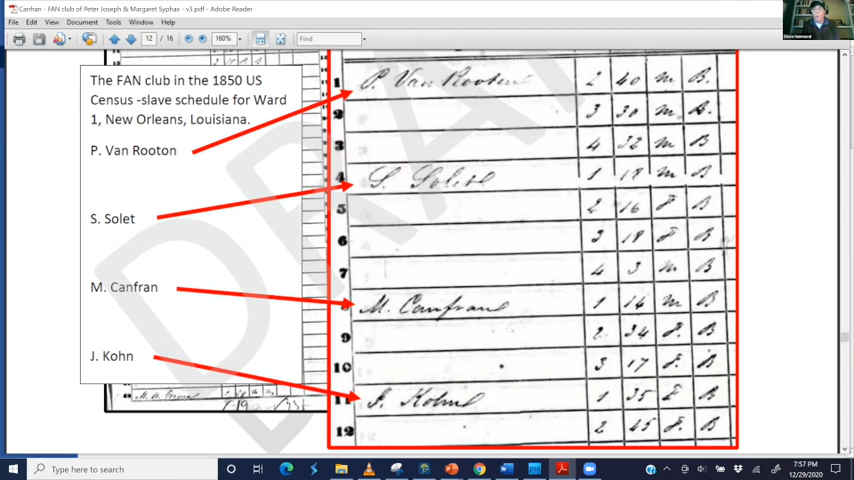 Canfran - FAN club of Peter Joseph & Margaret Syphax - v3.pdf - Adobe Reader
File Edit View Document Tools Window Help
12 / 16 160% Find
The FAN club in the 1850 US
Census -slave schedule for Ward
1, New Orleans, Louisiana.
P. Van Rooton
S. Solet
M. Canfran
J. Kohn
1 P. Van Rooten 2 40 m B.
2 3 30 m B.
3 4 32 m B
4 S. Solet 1 18 m B
5 2 16 F B
6 3 18 F B
7 4 3 m B
8 M. Canfran 1 14 m B
9 2 34 F. B
10 3 17 F. B
11 J. Kohn 1 35 F B
12 2 45 F. B
DRAFT
Type here to search
7:57 PM
12/29/2020